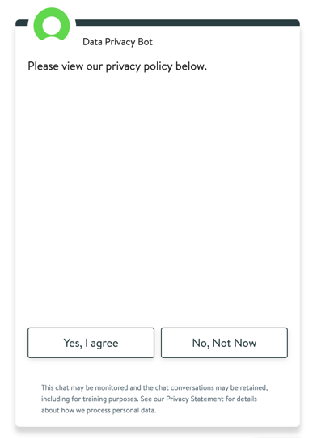 Data Privacy Bot
Please view our privacy policy below.
Yes, I agree
No, Not Now
This chat may be monitored and the chat conversations may be retained,
including for training purposes. See our Privacy Statement for details
about how we process personal data.